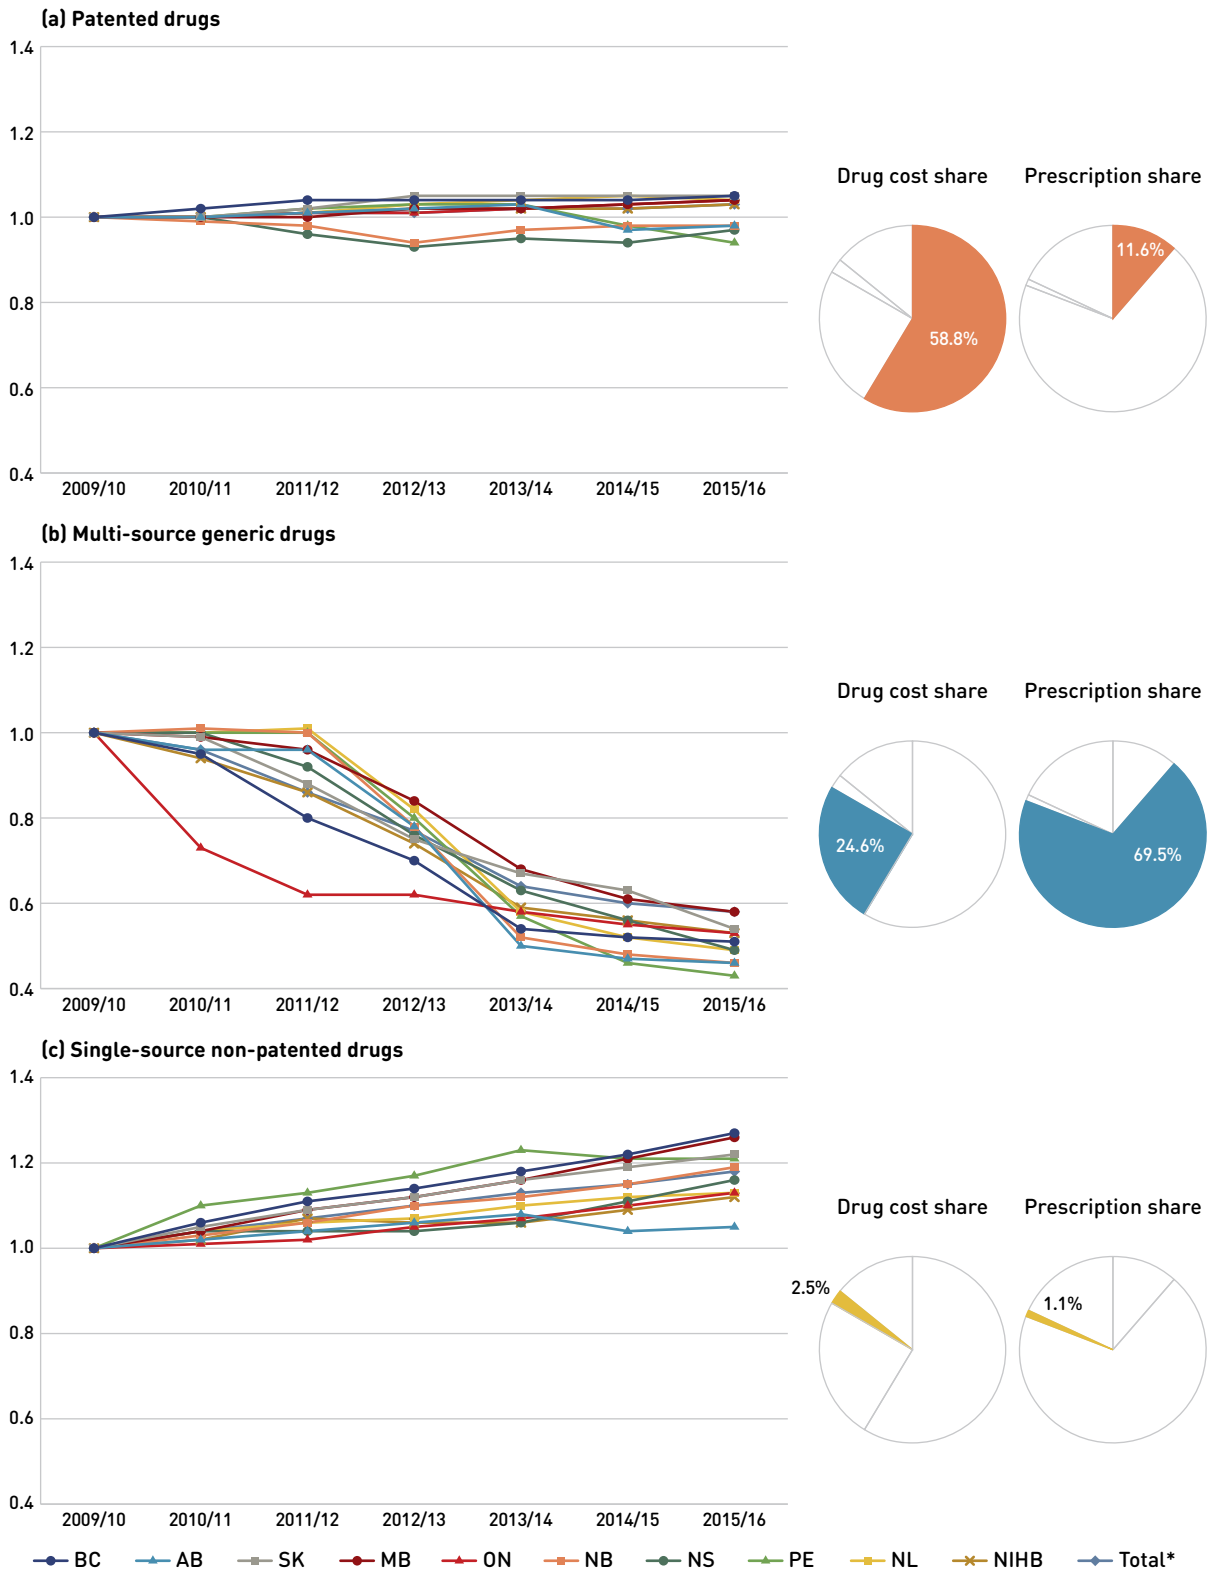 (a) Patented drugs
1.4
1.2
1.0
0.8
0.6
0.4
2009/10 2010/11 2011/12 2012/13 2013/14 2014/15 2015/16
Drug cost share Prescription share
58.8% 11.6%
(b) Multi-source generic drugs
1.4
1.2
1.0
0.8
0.6
0.4
2009/10 2010/11 2011/12 2012/13 2013/14 2014/15 2015/16
Drug cost share Prescription share
24.6% 69.5%
(c) Single-source non-patented drugs
1.4
1.2
1.0
0.8
0.6
0.4
2009/10 2010/11 2011/12 2012/13 2013/14 2014/15 2015/16
Drug cost share Prescription share
2.5% 1.1%
BC AB SK MB ON NB NS PE NL NIHB Total*